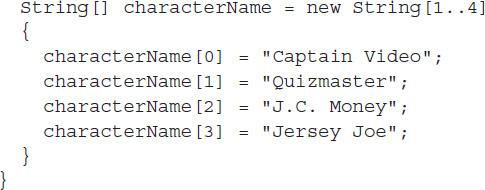 String[] characterName = new String[1..4]
{
characterName[0] = "Captain Video";
characterName[1] = "Quizmaster";
characterName[2] = "J.C. Money";
characterName[3] = "Jersey Joe";
}
}